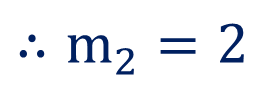 ∴ m₂ = 2